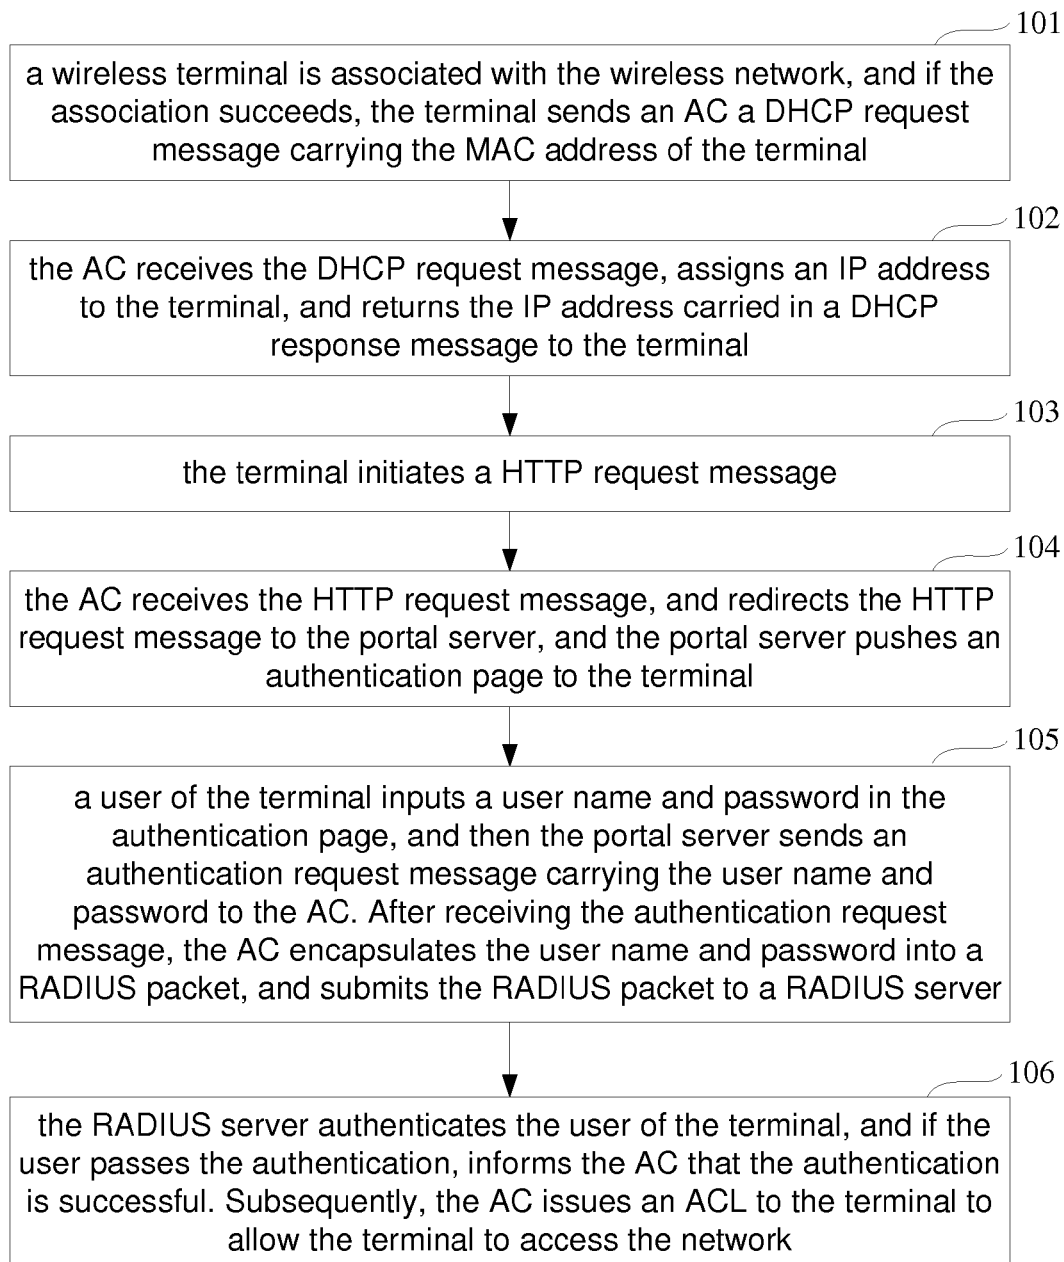 101
a wireless terminal is associated with the wireless network, and if the
association succeeds, the terminal sends an AC a DHCP request
message carrying the MAC address of the terminal
102
the AC receives the DHCP request message, assigns an IP address
to the terminal, and returns the IP address carried in a DHCP
response message to the terminal
103
the terminal initiates a HTTP request message
104
the AC receives the HTTP request message, and redirects the HTTP
request message to the portal server, and the portal server pushes an
authentication page to the terminal
105
a user of the terminal inputs a user name and password in the
authentication page, and then the portal server sends an
authentication request message carrying the user name and
password to the AC. After receiving the authentication request
message, the AC encapsulates the user name and password into a
RADIUS packet, and submits the RADIUS packet to a RADIUS server
106
the RADIUS server authenticates the user of the terminal, and if the
user passes the authentication, informs the AC that the authentication
is successful. Subsequently, the AC issues an ACL to the terminal to
allow the terminal to access the network